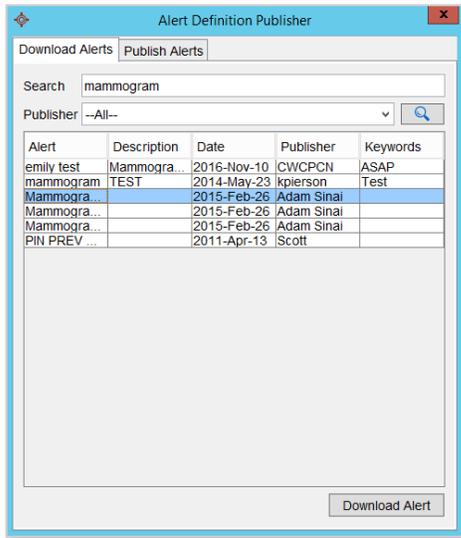 Alert Definition Publisher x
Download Alerts Publish Alerts
Search mammogram
Publisher --All--
Alert Description Date Publisher Keywords
emily test Mammogra... 2016-Nov-10 CWCPCN ASAP
mammogram TEST 2014-May-23 kpierson Test
Mammogra... 2015-Feb-26 Adam Sinai
Mammogra... 2015-Feb-26 Adam Sinai
Mammogra... 2015-Feb-26 Adam Sinai
PIN PREV ... 2011-Apr-13 Scott
Download Alert